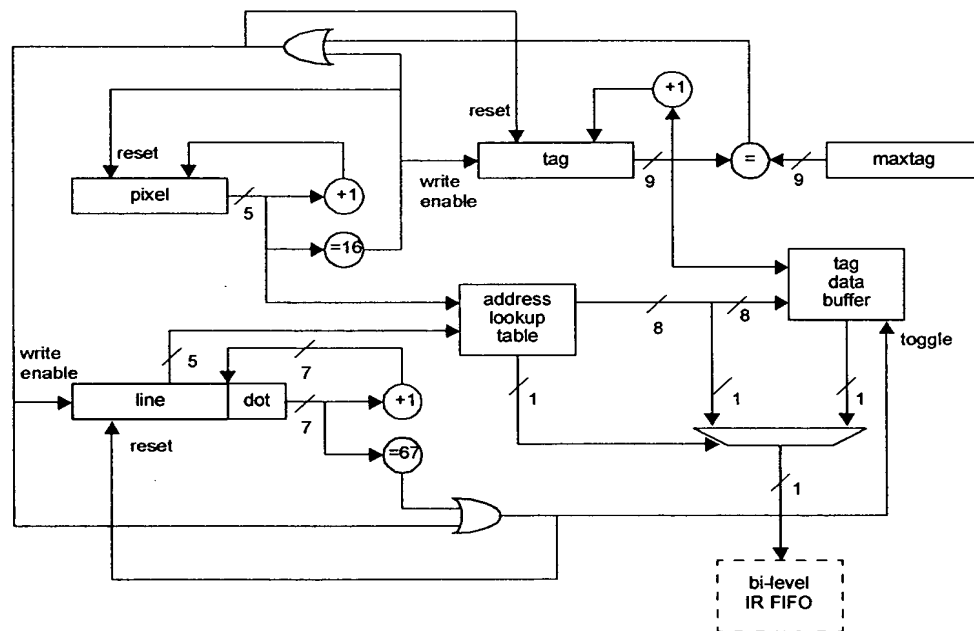 +1
reset
tag
9
=
9
maxtag
write
enable
reset
pixel
5
+1
=16
tag
data
buffer
address
lookup
table
8
8
toggle
write
enable
5
7
line
dot
7
+1
1
1
1
reset
=67
1
bi-level
IR FIFO